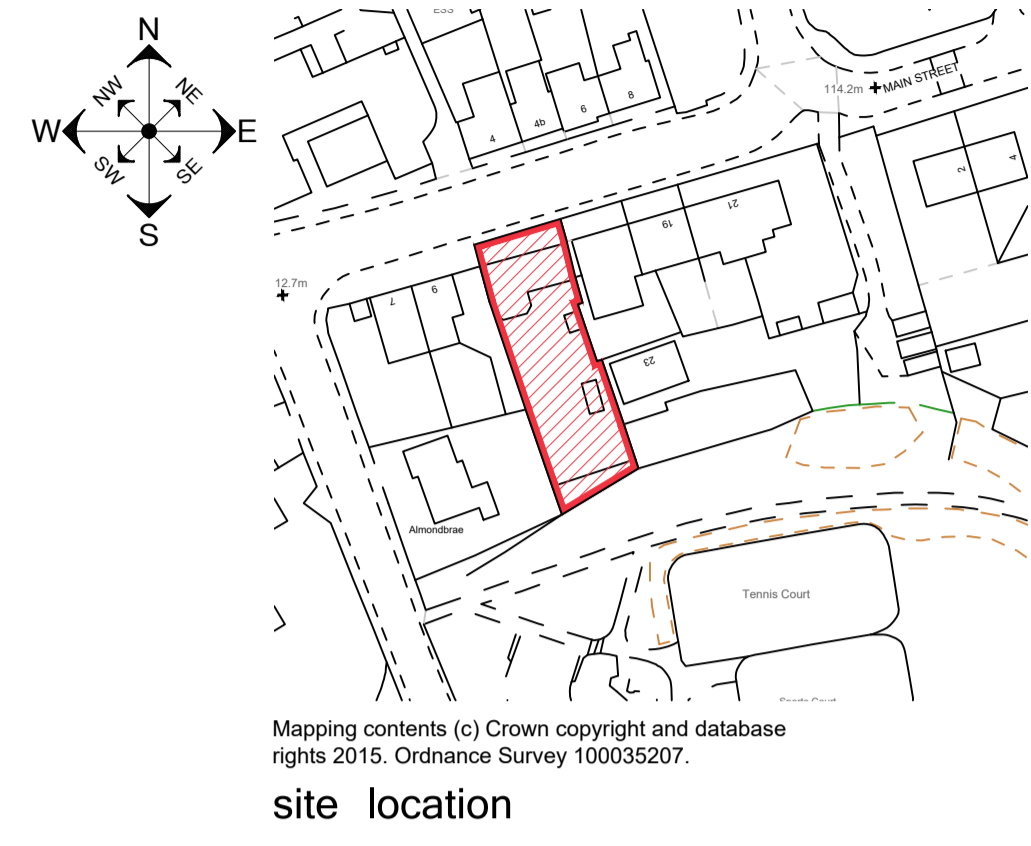 N
NW
NE
W
E
SW
SE
S
ESS
4
4b
6
8
114.2m
MAIN STREET
2
4
21
19
12.7m
7
9
23
Almondbrae
Tennis Court
Sports Court
Mapping contents (c) Crown copyright and database
rights 2015. Ordnance Survey 100035207.
site location